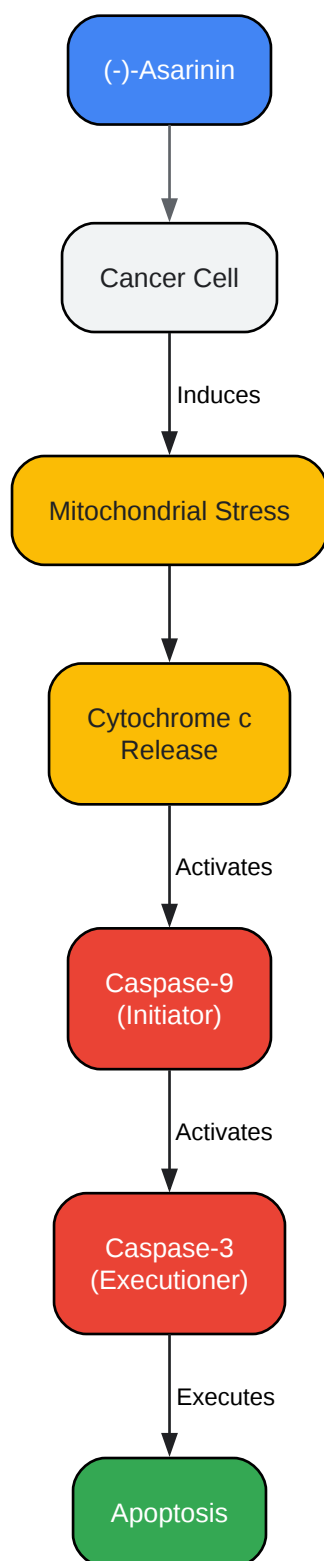 (-)-Asarinin
Cancer Cell
Induces
Mitochondrial Stress
Cytochrome c
Release
Activates
Caspase-9
(Initiator)
Activates
Caspase-3
(Executioner)
Executes
Apoptosis